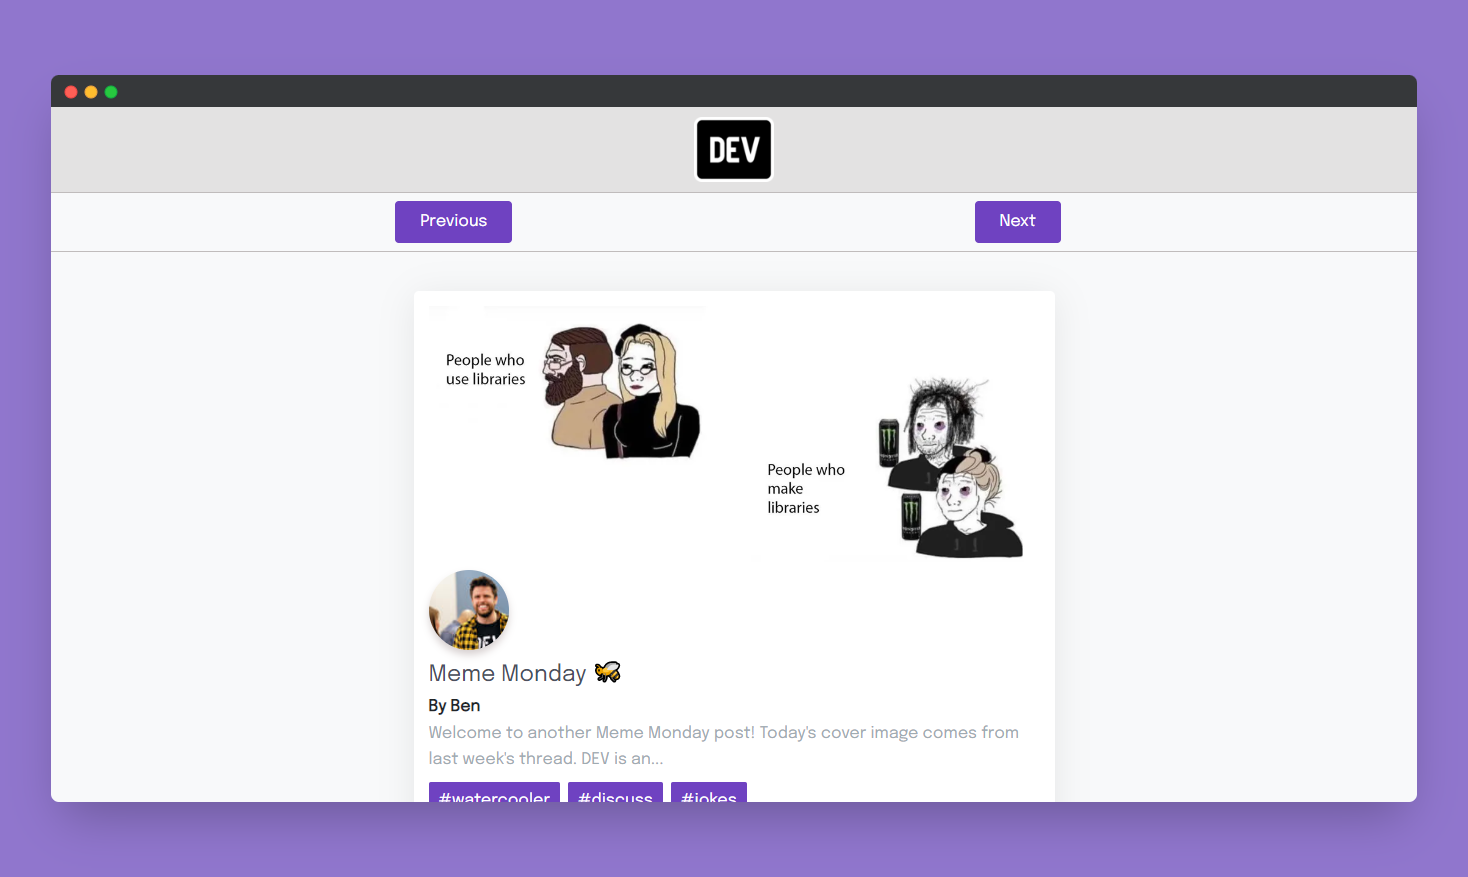 DEV
Previous
Next
People who
use libraries
People who
make
libraries
Meme Monday
By Ben
Welcome to another Meme Monday post! Today's cover image comes from
last week's thread. DEV is an...
#watercooler #discuss #jokes